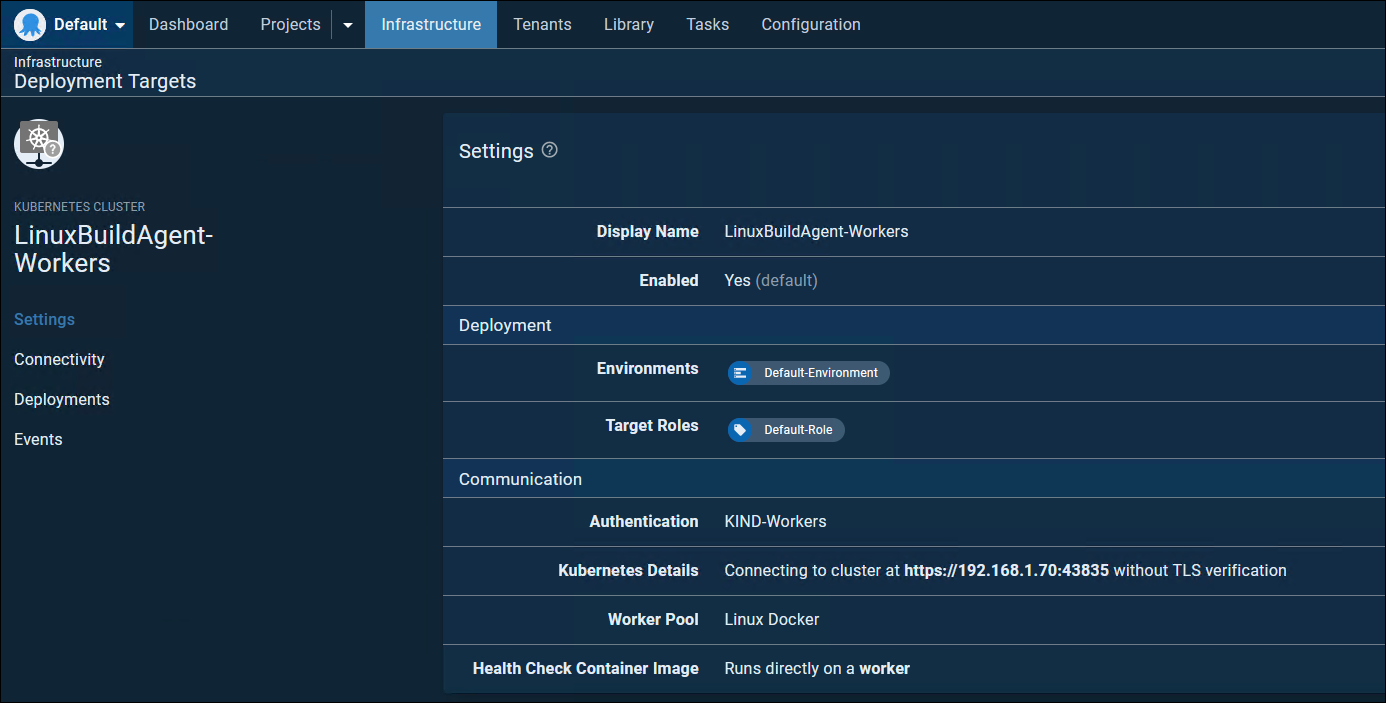 Default Dashboard Projects Infrastructure Tenants Library Tasks Configuration
Infrastructure
Deployment Targets
?
KUBERNETES CLUSTER
LinuxBuildAgent-
Workers
Settings
Connectivity
Deployments
Events
Settings ?
Display Name LinuxBuildAgent-Workers
Enabled Yes (default)
Deployment
Environments Default-Environment
Target Roles Default-Role
Communication
Authentication KIND-Workers
Kubernetes Details Connecting to cluster at https://192.168.1.70:43835 without TLS verification
Worker Pool Linux Docker
Health Check Container Image Runs directly on a worker